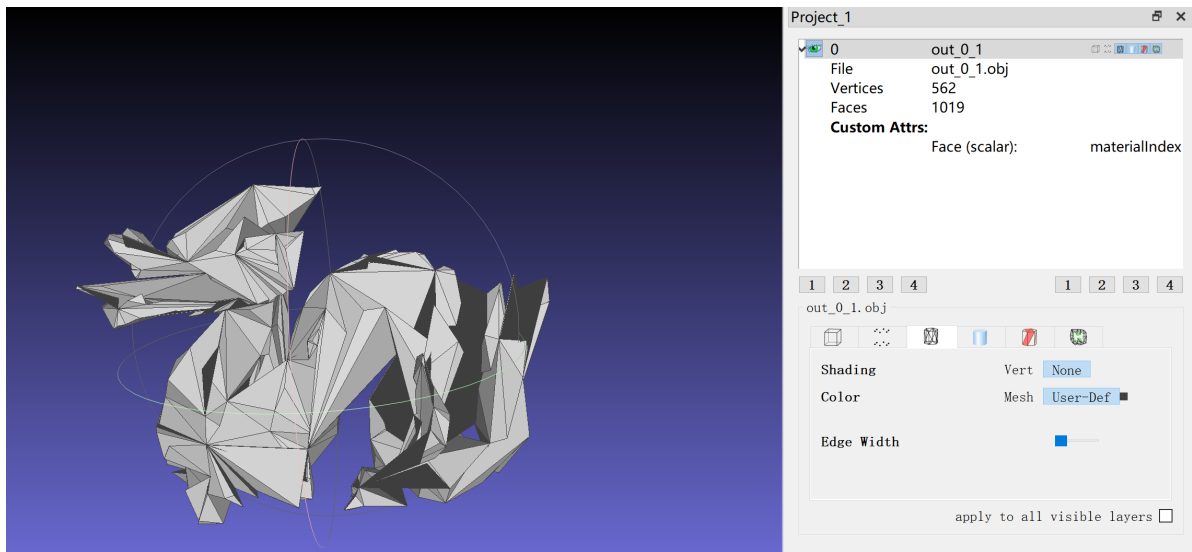 Project_1
0 out_0_1
File out_0_1.obj
Vertices 562
Faces 1019
Custom Attrs:
Face (scalar): materialIndex
1 2 3 4 1 2 3 4
out_0_1.obj
Shading Vert None
Color Mesh User-Def
Edge Width
apply to all visible layers